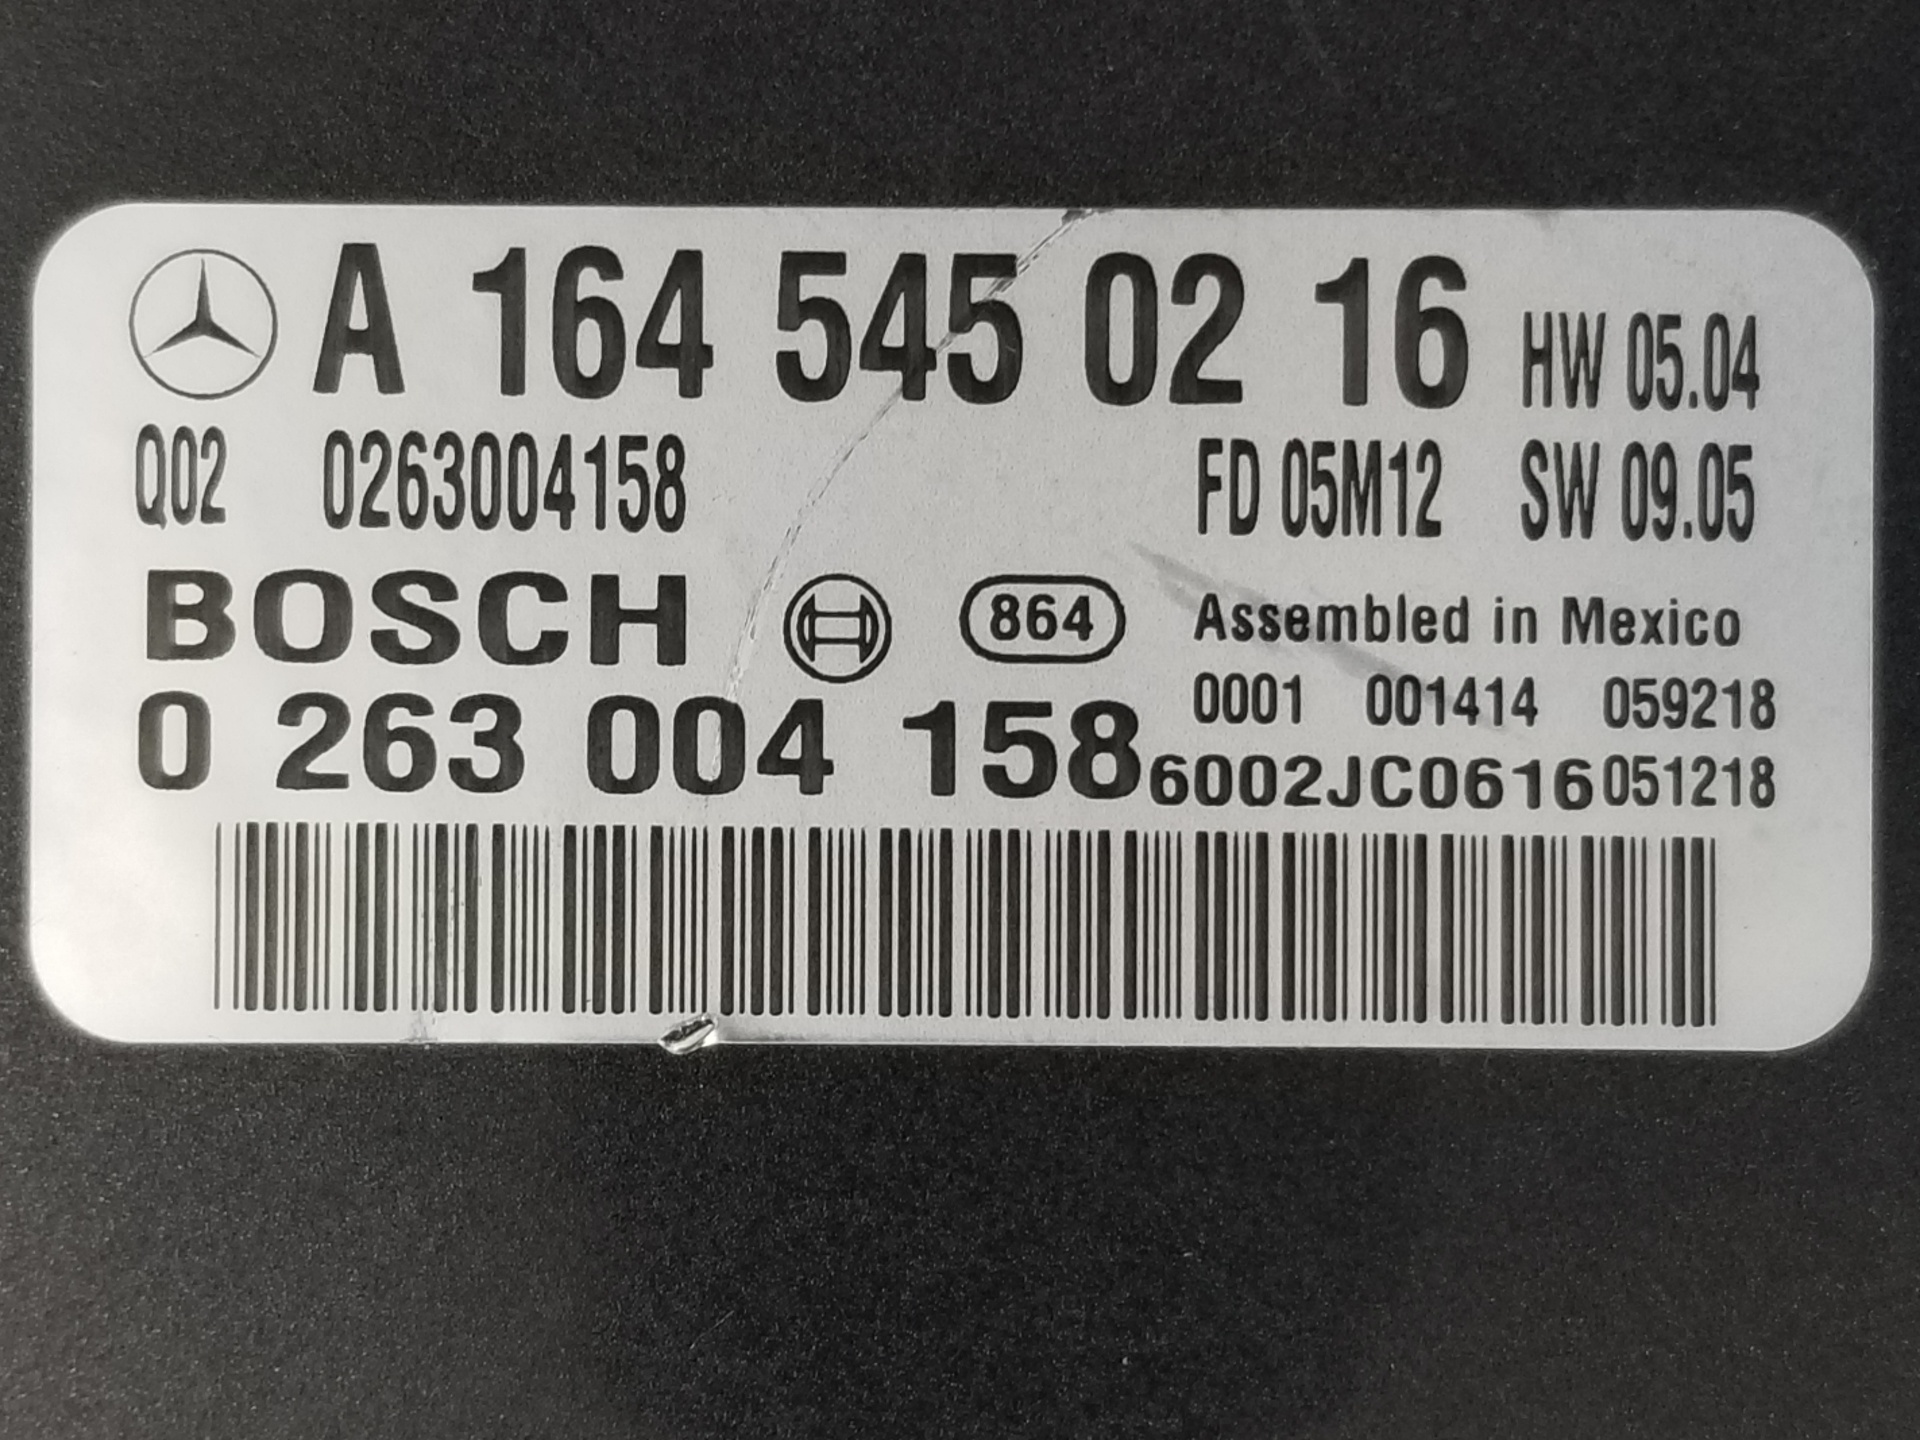 A 164 545 02 16 HW 05.04
Q02 0263004158 FD 05M12 SW 09.05
BOSCH 864 Assembled in Mexico
0001 001414 059218
0 263 004 158 6002JC0616 051218